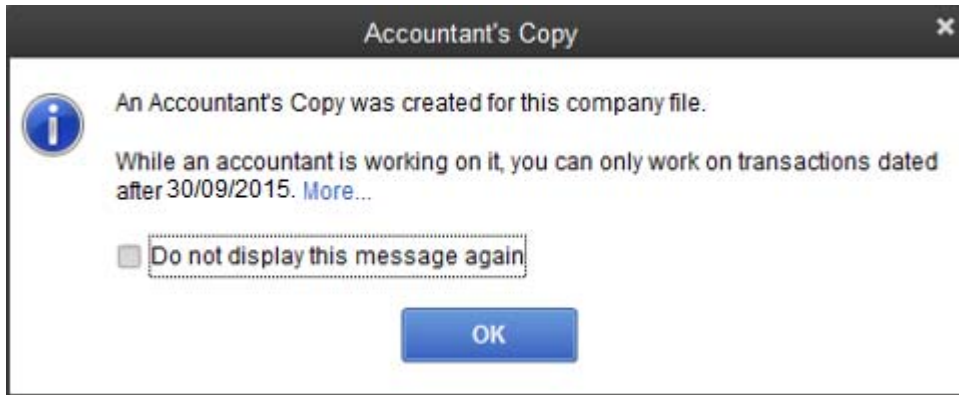 Accountant's Copy
An Accountant's Copy was created for this company file.
While an accountant is working on it, you can only work on transactions dated
after 30/09/2015. More...
Do not display this message again
OK